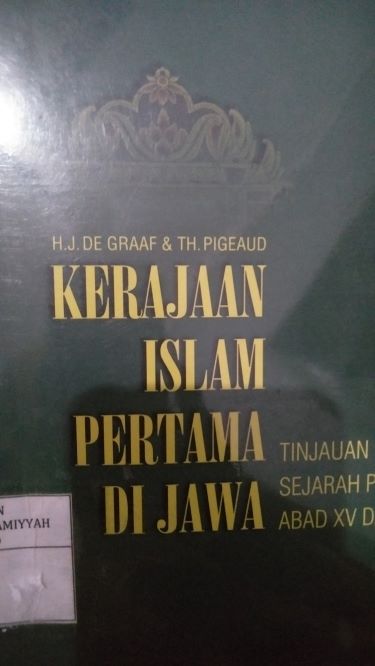 H.J. DE GRAAF & TH. PIGEAUD
KERAJAAN
ISLAM
PERTAMA
DI JAWA
TINJAUAN
SEJARAH P
ABAD XV D
N
AMIYYAH